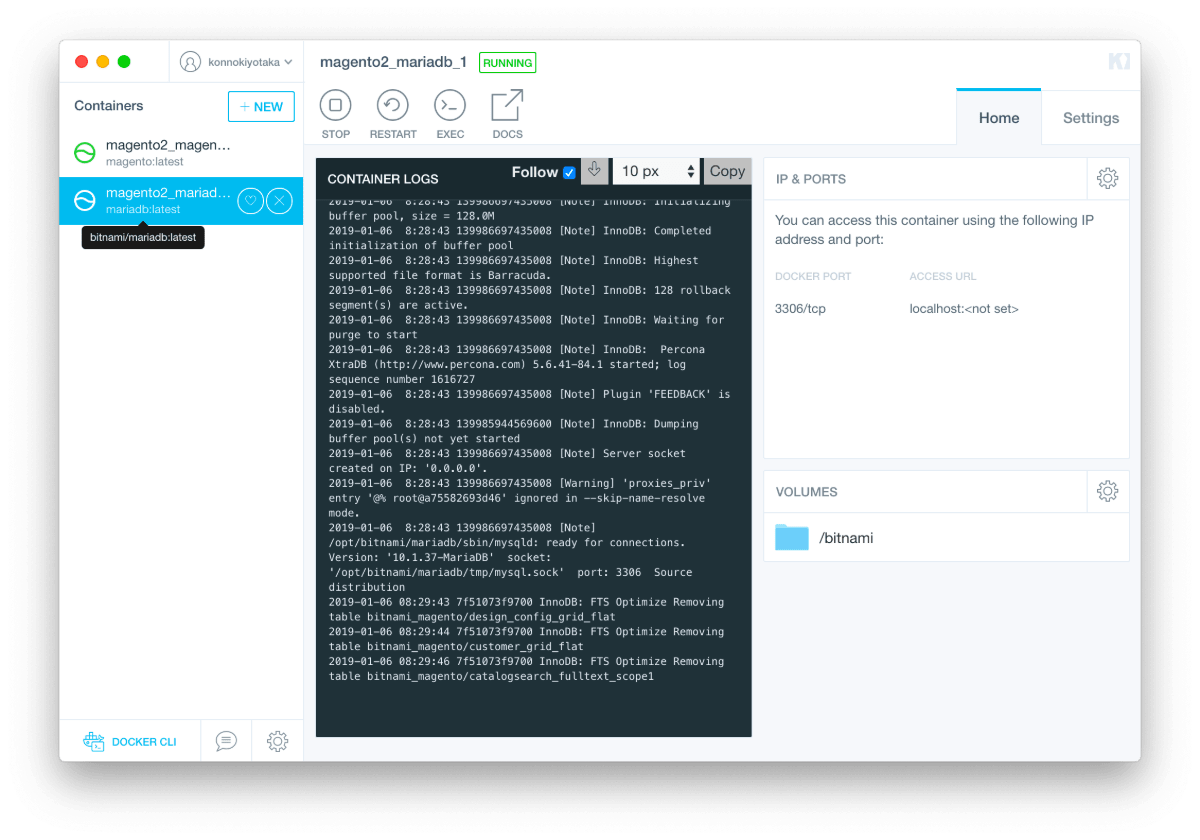 konnokiyotaka
magento2_mariadb_1 RUNNING
Containers
+ NEW
magento2_magen...
magento:latest
magento2_mariad...
mariadb:latest
bitnami/mariadb:latest
DOCKER CLI
STOP RESTART EXEC DOCS
Home Settings
CONTAINER LOGS Follow 10 px Copy
2019-01-06  8:28:43 139986697435008 [Note] InnoDB: Initializing
buffer pool, size = 128.0M
2019-01-06  8:28:43 139986697435008 [Note] InnoDB: Completed
initialization of buffer pool
2019-01-06  8:28:43 139986697435008 [Note] InnoDB: Highest
supported file format is Barracuda.
2019-01-06  8:28:43 139986697435008 [Note] InnoDB: 128 rollback
segment(s) are active.
2019-01-06  8:28:43 139986697435008 [Note] InnoDB: Waiting for
purge to start
2019-01-06  8:28:43 139986697435008 [Note] InnoDB:  Percona
XtraDB (http://www.percona.com) 5.6.41-84.1 started; log
sequence number 1616727
2019-01-06  8:28:43 139986697435008 [Note] Plugin 'FEEDBACK' is
disabled.
2019-01-06  8:28:43 139985944569600 [Note] InnoDB: Dumping
buffer pool(s) not yet started
2019-01-06  8:28:43 139986697435008 [Note] Server socket
created on IP: '0.0.0.0'.
2019-01-06  8:28:43 139986697435008 [Warning] 'proxies_priv'
entry '@% root@a75582693d46' ignored in --skip-name-resolve
mode.
2019-01-06  8:28:43 139986697435008 [Note]
/opt/bitnami/mariadb/sbin/mysqld: ready for connections.
Version: '10.1.37-MariaDB'  socket:
'/opt/bitnami/mariadb/tmp/mysql.sock'  port: 3306  Source
distribution
2019-01-06 08:29:43 7f51073f9700 InnoDB: FTS Optimize Removing
table bitnami_magento/design_config_grid_flat
2019-01-06 08:29:44 7f51073f9700 InnoDB: FTS Optimize Removing
table bitnami_magento/customer_grid_flat
2019-01-06 08:29:46 7f51073f9700 InnoDB: FTS Optimize Removing
table bitnami_magento/catalogsearch_fulltext_scope1
IP & PORTS
You can access this container using the following IP
address and port:
DOCKER PORT ACCESS URL
3306/tcp localhost:<not set>
VOLUMES
/bitnami